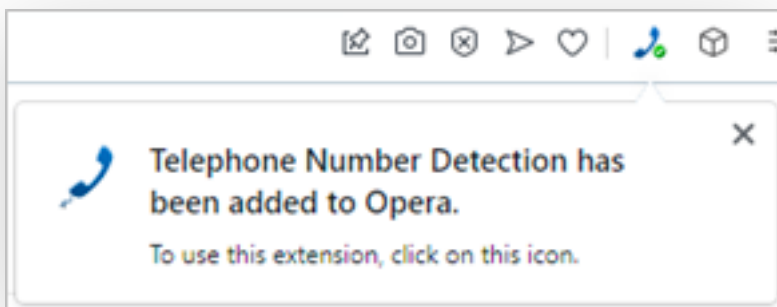 Telephone Number Detection has
been added to Opera.
To use this extension, click on this icon.